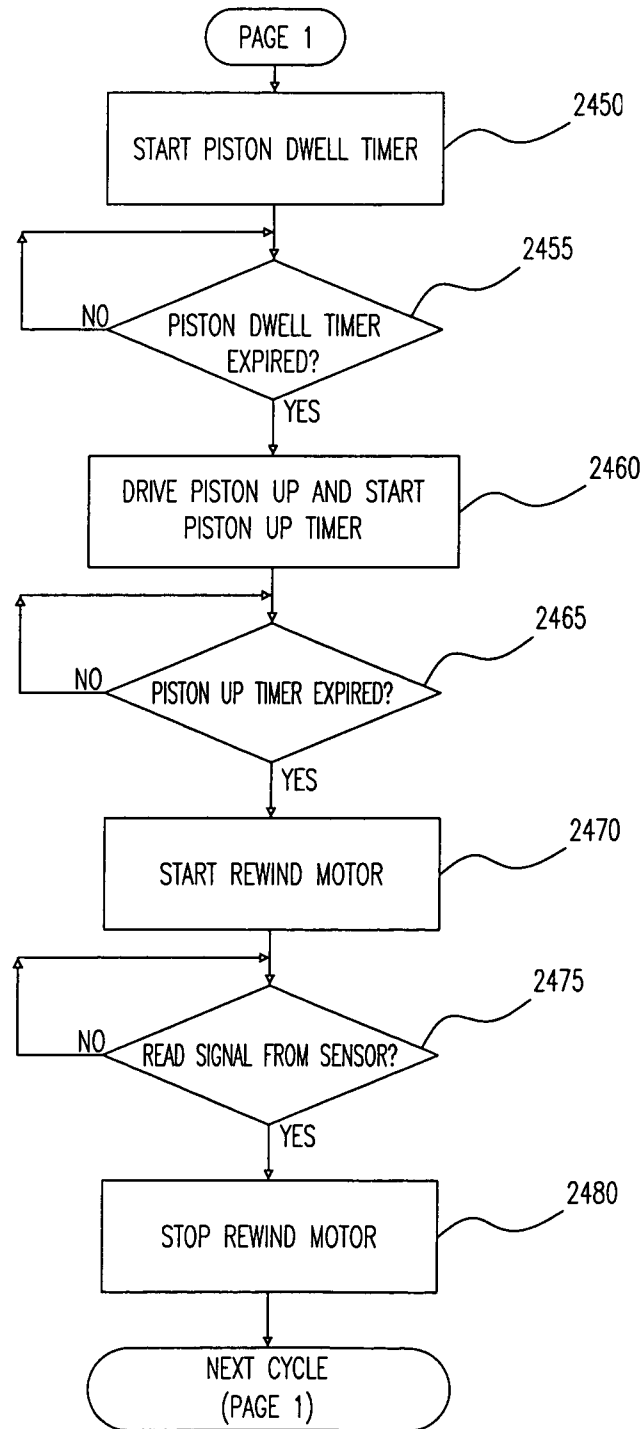 PAGE 1
2450
START PISTON DWELL TIMER
2455
NO
PISTON DWELL TIMER
EXPIRED?
YES
2460
DRIVE PISTON UP AND START
PISTON UP TIMER
2465
NO
PISTON UP TIMER EXPIRED?
YES
2470
START REWIND MOTOR
2475
NO
READ SIGNAL FROM SENSOR?
YES
2480
STOP REWIND MOTOR
NEXT CYCLE
(PAGE 1)